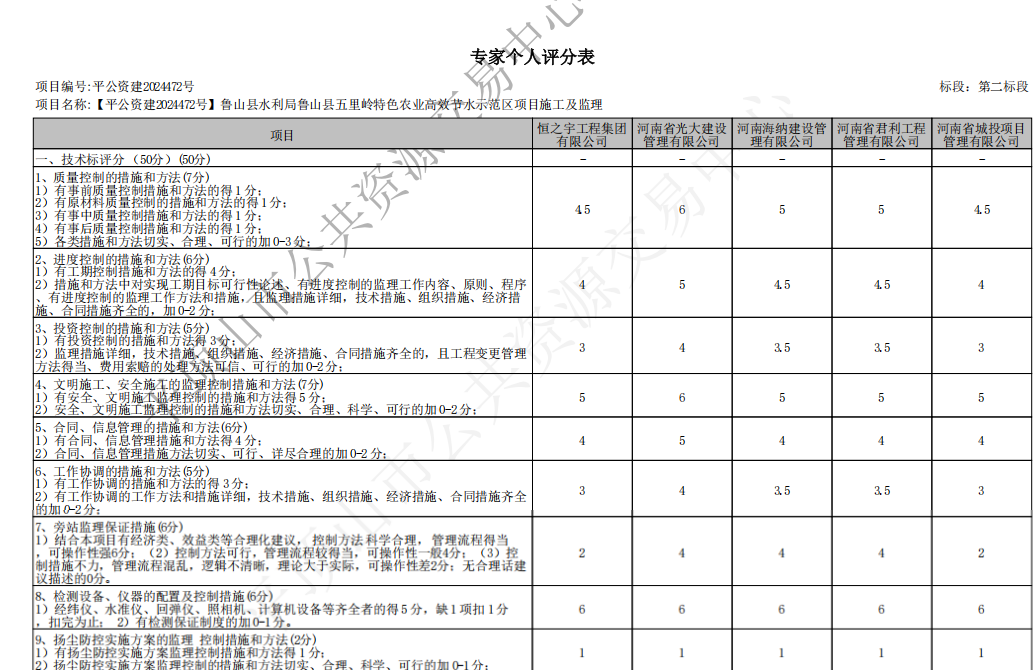 专家个人评分表
项目编号:平公资建2024472号 标段: 第二标段
项目名称:【平公资建2024472号】鲁山县水利局鲁山县五里岭特色农业高效节水示范区项目施工及监理
项目 恒之宇工程集团有限公司 河南省光大建设管理有限公司 河南海纳建设管理有限公司 河南省君利工程管理有限公司 河南省城投项目管理有限公司
一、技术标评分（50分）(50分) - - - - -
1、质量控制的措施和方法(7分)
1）有事前质量控制措施和方法的得1分;
2）有原材料质量控制的措施和方法的得1分;
3）有事中质量控制措施和方法的得1分;
4）有事后质量控制措施和方法的得1分;
5）各类措施和方法切实、合理、可行的加0-3分;
4.5 6 5 5 4.5
2、进度控制的措施和方法(6分)
1）有工期控制措施和方法的得4分;
2）措施和方法中对实现工期目标可行性论述、有进度控制的监理工作内容、原则、程序
、有进度控制的监理工作方法和措施，且监理措施详细，技术措施、组织措施、经济措
施、合同措施齐全的，加0-2分;
4 5 4.5 4.5 4
3、投资控制的措施和方法(5分)
1）有投资控制的措施和方法得3分;
2）监理措施详细，技术措施、组织措施、经济措施、合同措施齐全的，且工程变更管理
方法得当、费用索赔的处理方法可信、可行的加0-2分;
3 4 3.5 3.5 3
4、文明施工、安全施工的监理控制措施和方法(7分)
1）有安全、文明施工监理控制的措施和方法得5分;
2）安全、文明施工监理控制的措施和方法切实、合理、科学、可行的加0-2分;
5 6 5 5 5
5、合同、信息管理的措施和方法(6分)
1）有合同、信息管理措施和方法得4分;
2）合同、信息管理措施方法切实、可行、详尽合理的加0-2分;
4 5 4 4 4
6、工作协调的措施和方法(5分)
1）有工作协调的措施和方法的得3分;
2）有工作协调的工作方法和措施详细，技术措施、组织措施、经济措施、合同措施齐全
的加0-2分;
3 4 3.5 3.5 3
7、旁站监理保证措施(6分)
1）结合本项目有经济类、效益类等合理化建议， 控制方法科学合理，管理流程得当
，可操作性强6分；（2）控制方法可行，管理流程较得当，可操作性一般4分；（3）控
制措施不力，管理流程混乱，逻辑不清晰，理论大于实际，可操作性差2分；无合理话建
议描述的0分。
2 4 4 4 2
8、检测设备、仪器的配置及控制措施(6分)
1）经纬仪、水准仪、回弹仪、照相机、计算机设备等齐全者的得5分，缺1项扣1分
，扣完为止； 2）有检测保证制度的加0-1分。
6 6 6 6 6
9、扬尘防控实施方案的监理 控制措施和方法(2分)
1）有扬尘防控实施方案监理控制措施和方法得1分;
2）扬尘防控实施方案监理控制的措施和方法切实、合理、科学、可行的加0-1分;
1 1 1 1 1
平顶山市公共资源交易中心
平顶山市公共资源交易中心